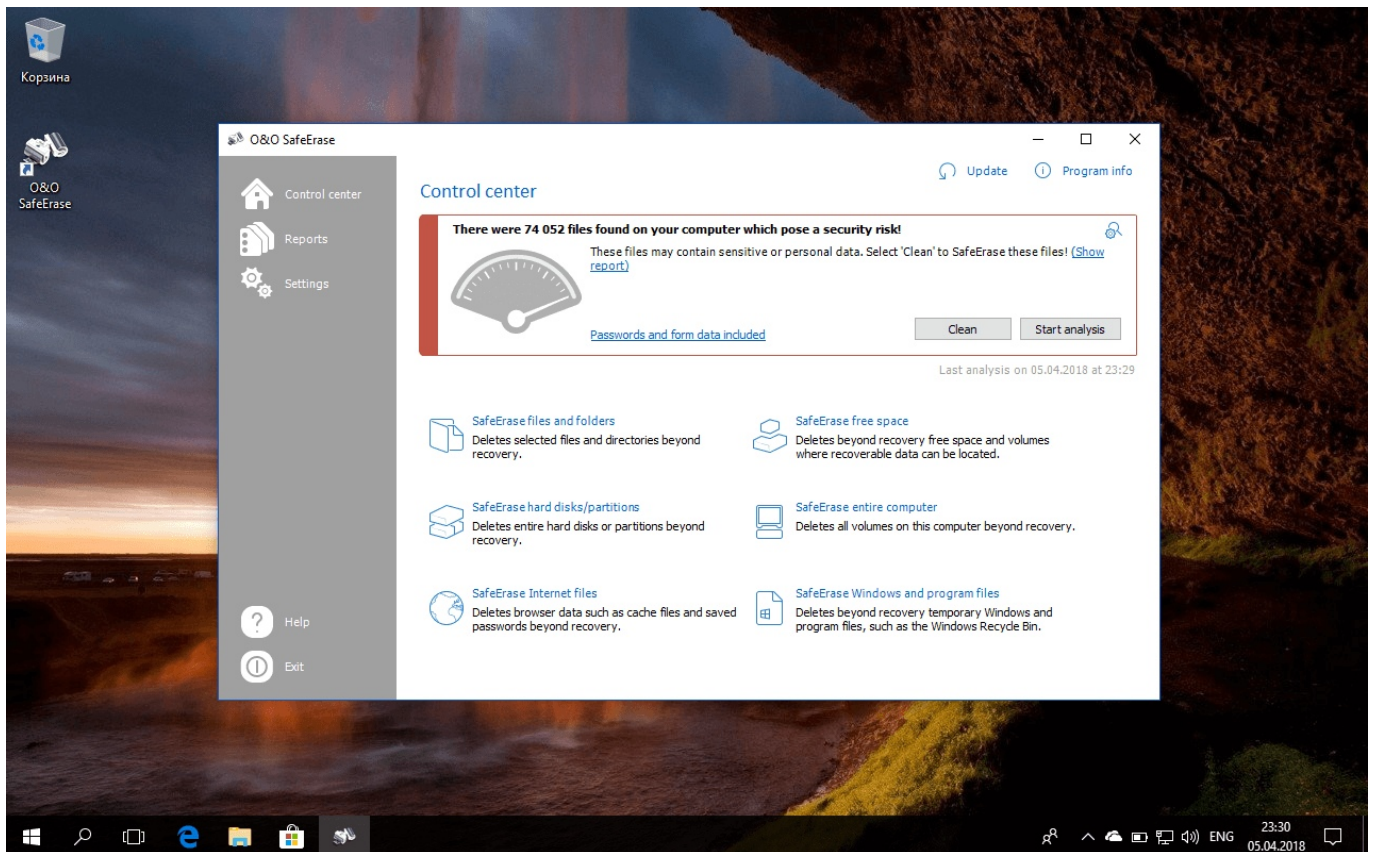 Корзина
O&O
SafeErase
O&O SafeErase
Update
Program info
Control center
Reports
Settings
Help
Exit
Control center
There were 74 052 files found on your computer which pose a security risk!
These files may contain sensitive or personal data. Select 'Clean' to SafeErase these files! (Show
report)
Passwords and form data included
Clean
Start analysis
Last analysis on 05.04.2018 at 23:29
SafeErase files and folders
Deletes selected files and directories beyond
recovery.
SafeErase free space
Deletes beyond recovery free space and volumes
where recoverable data can be located.
SafeErase hard disks/partitions
Deletes entire hard disks or partitions beyond
recovery.
SafeErase entire computer
Deletes all volumes on this computer beyond recovery.
SafeErase Internet files
Deletes browser data such as cache files and saved
passwords beyond recovery.
SafeErase Windows and program files
Deletes beyond recovery temporary Windows and
program files, such as the Windows Recycle Bin.
ENG
23:30
05.04.2018